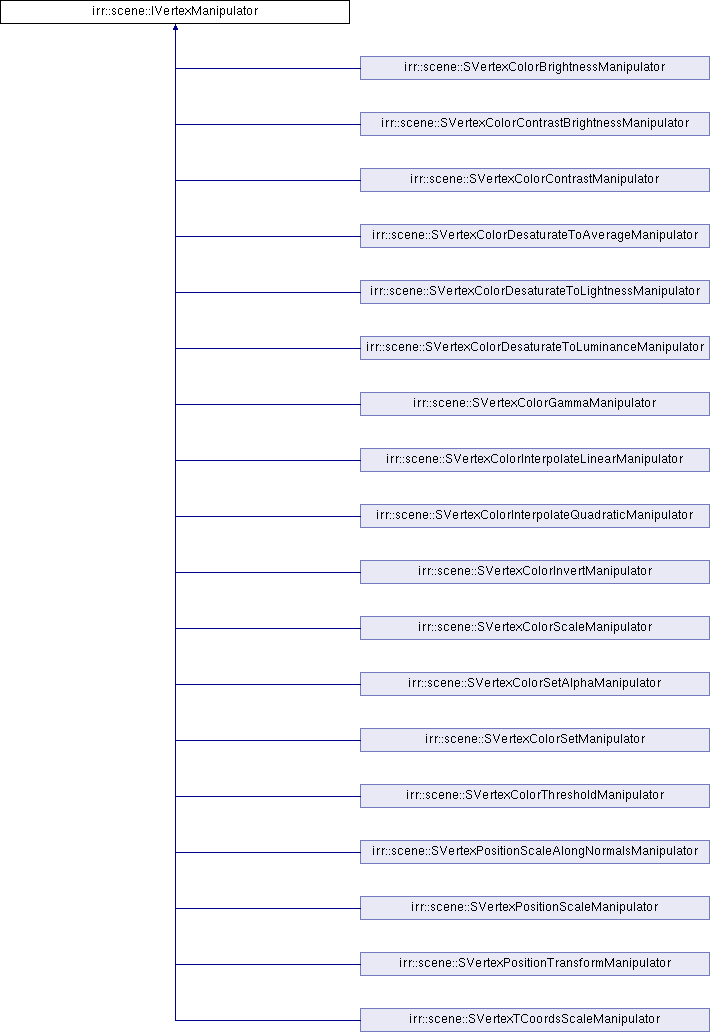 irr::scene::IVertexManipulator
irr::scene::SVertexColorBrightnessManipulator
irr::scene::SVertexColorContrastBrightnessManipulator
irr::scene::SVertexColorContrastManipulator
irr::scene::SVertexColorDesaturateToAverageManipulator
irr::scene::SVertexColorDesaturateToLightnessManipulator
irr::scene::SVertexColorDesaturateToLuminanceManipulator
irr::scene::SVertexColorGammaManipulator
irr::scene::SVertexColorInterpolateLinearManipulator
irr::scene::SVertexColorInterpolateQuadraticManipulator
irr::scene::SVertexColorInvertManipulator
irr::scene::SVertexColorScaleManipulator
irr::scene::SVertexColorSetAlphaManipulator
irr::scene::SVertexColorSetManipulator
irr::scene::SVertexColorThresholdManipulator
irr::scene::SVertexPositionScaleAlongNormalsManipulator
irr::scene::SVertexPositionScaleManipulator
irr::scene::SVertexPositionTransformManipulator
irr::scene::SVertexTCoordsScaleManipulator